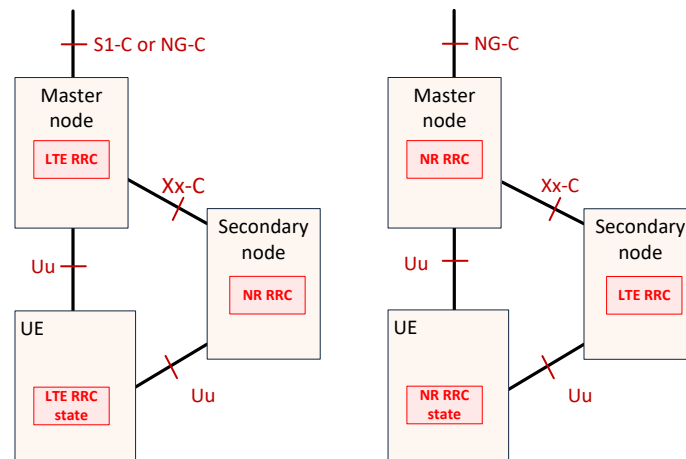 S1-C or NG-C
Master
node
LTE RRC
Xx-C
Secondary
node
Uu
NR RRC
UE
LTE RRC
state
Uu
NG-C
Master
node
NR RRC
Xx-C
Secondary
node
Uu
LTE RRC
UE
NR RRC
state
Uu